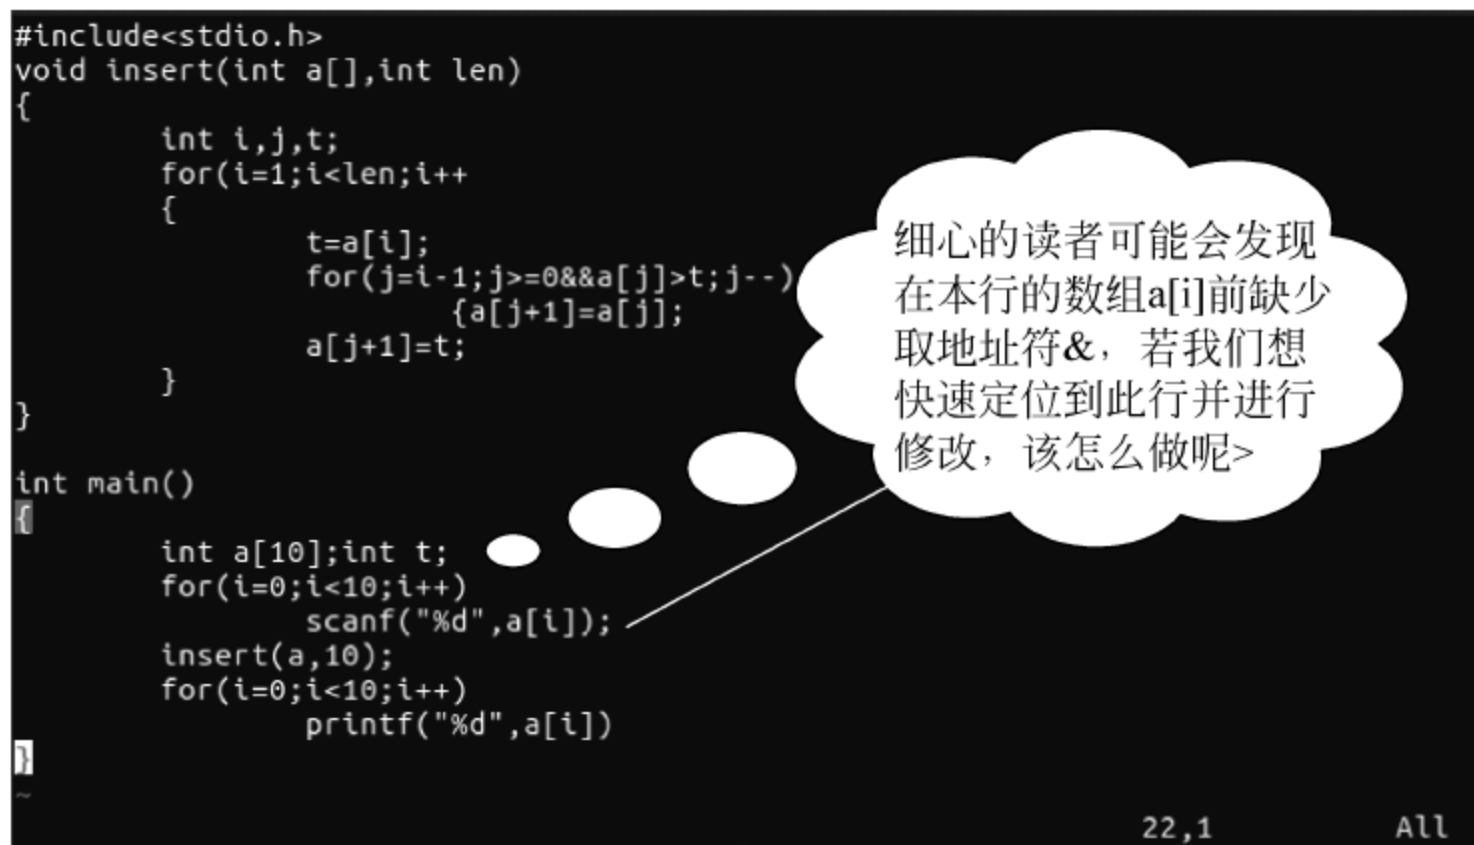 #include<stdio.h>
void insert(int a[],int len)
{
        int i,j,t;
        for(i=1;i<len;i++
        {
                t=a[i];
                for(j=i-1;j>=0&&a[j]>t;j--)
                        {a[j+1]=a[j];
                a[j+1]=t;
        }
}
int main()
{
        int a[10];int t;
        for(i=0;i<10;i++)
                scanf("%d",a[i]);
        insert(a,10);
        for(i=0;i<10;i++)
                printf("%d",a[i])
}
~
细心的读者可能会发现
在本行的数组a[i]前缺少
取地址符&，若我们想
快速定位到此行并进行
修改，该怎么做呢>
22,1 All